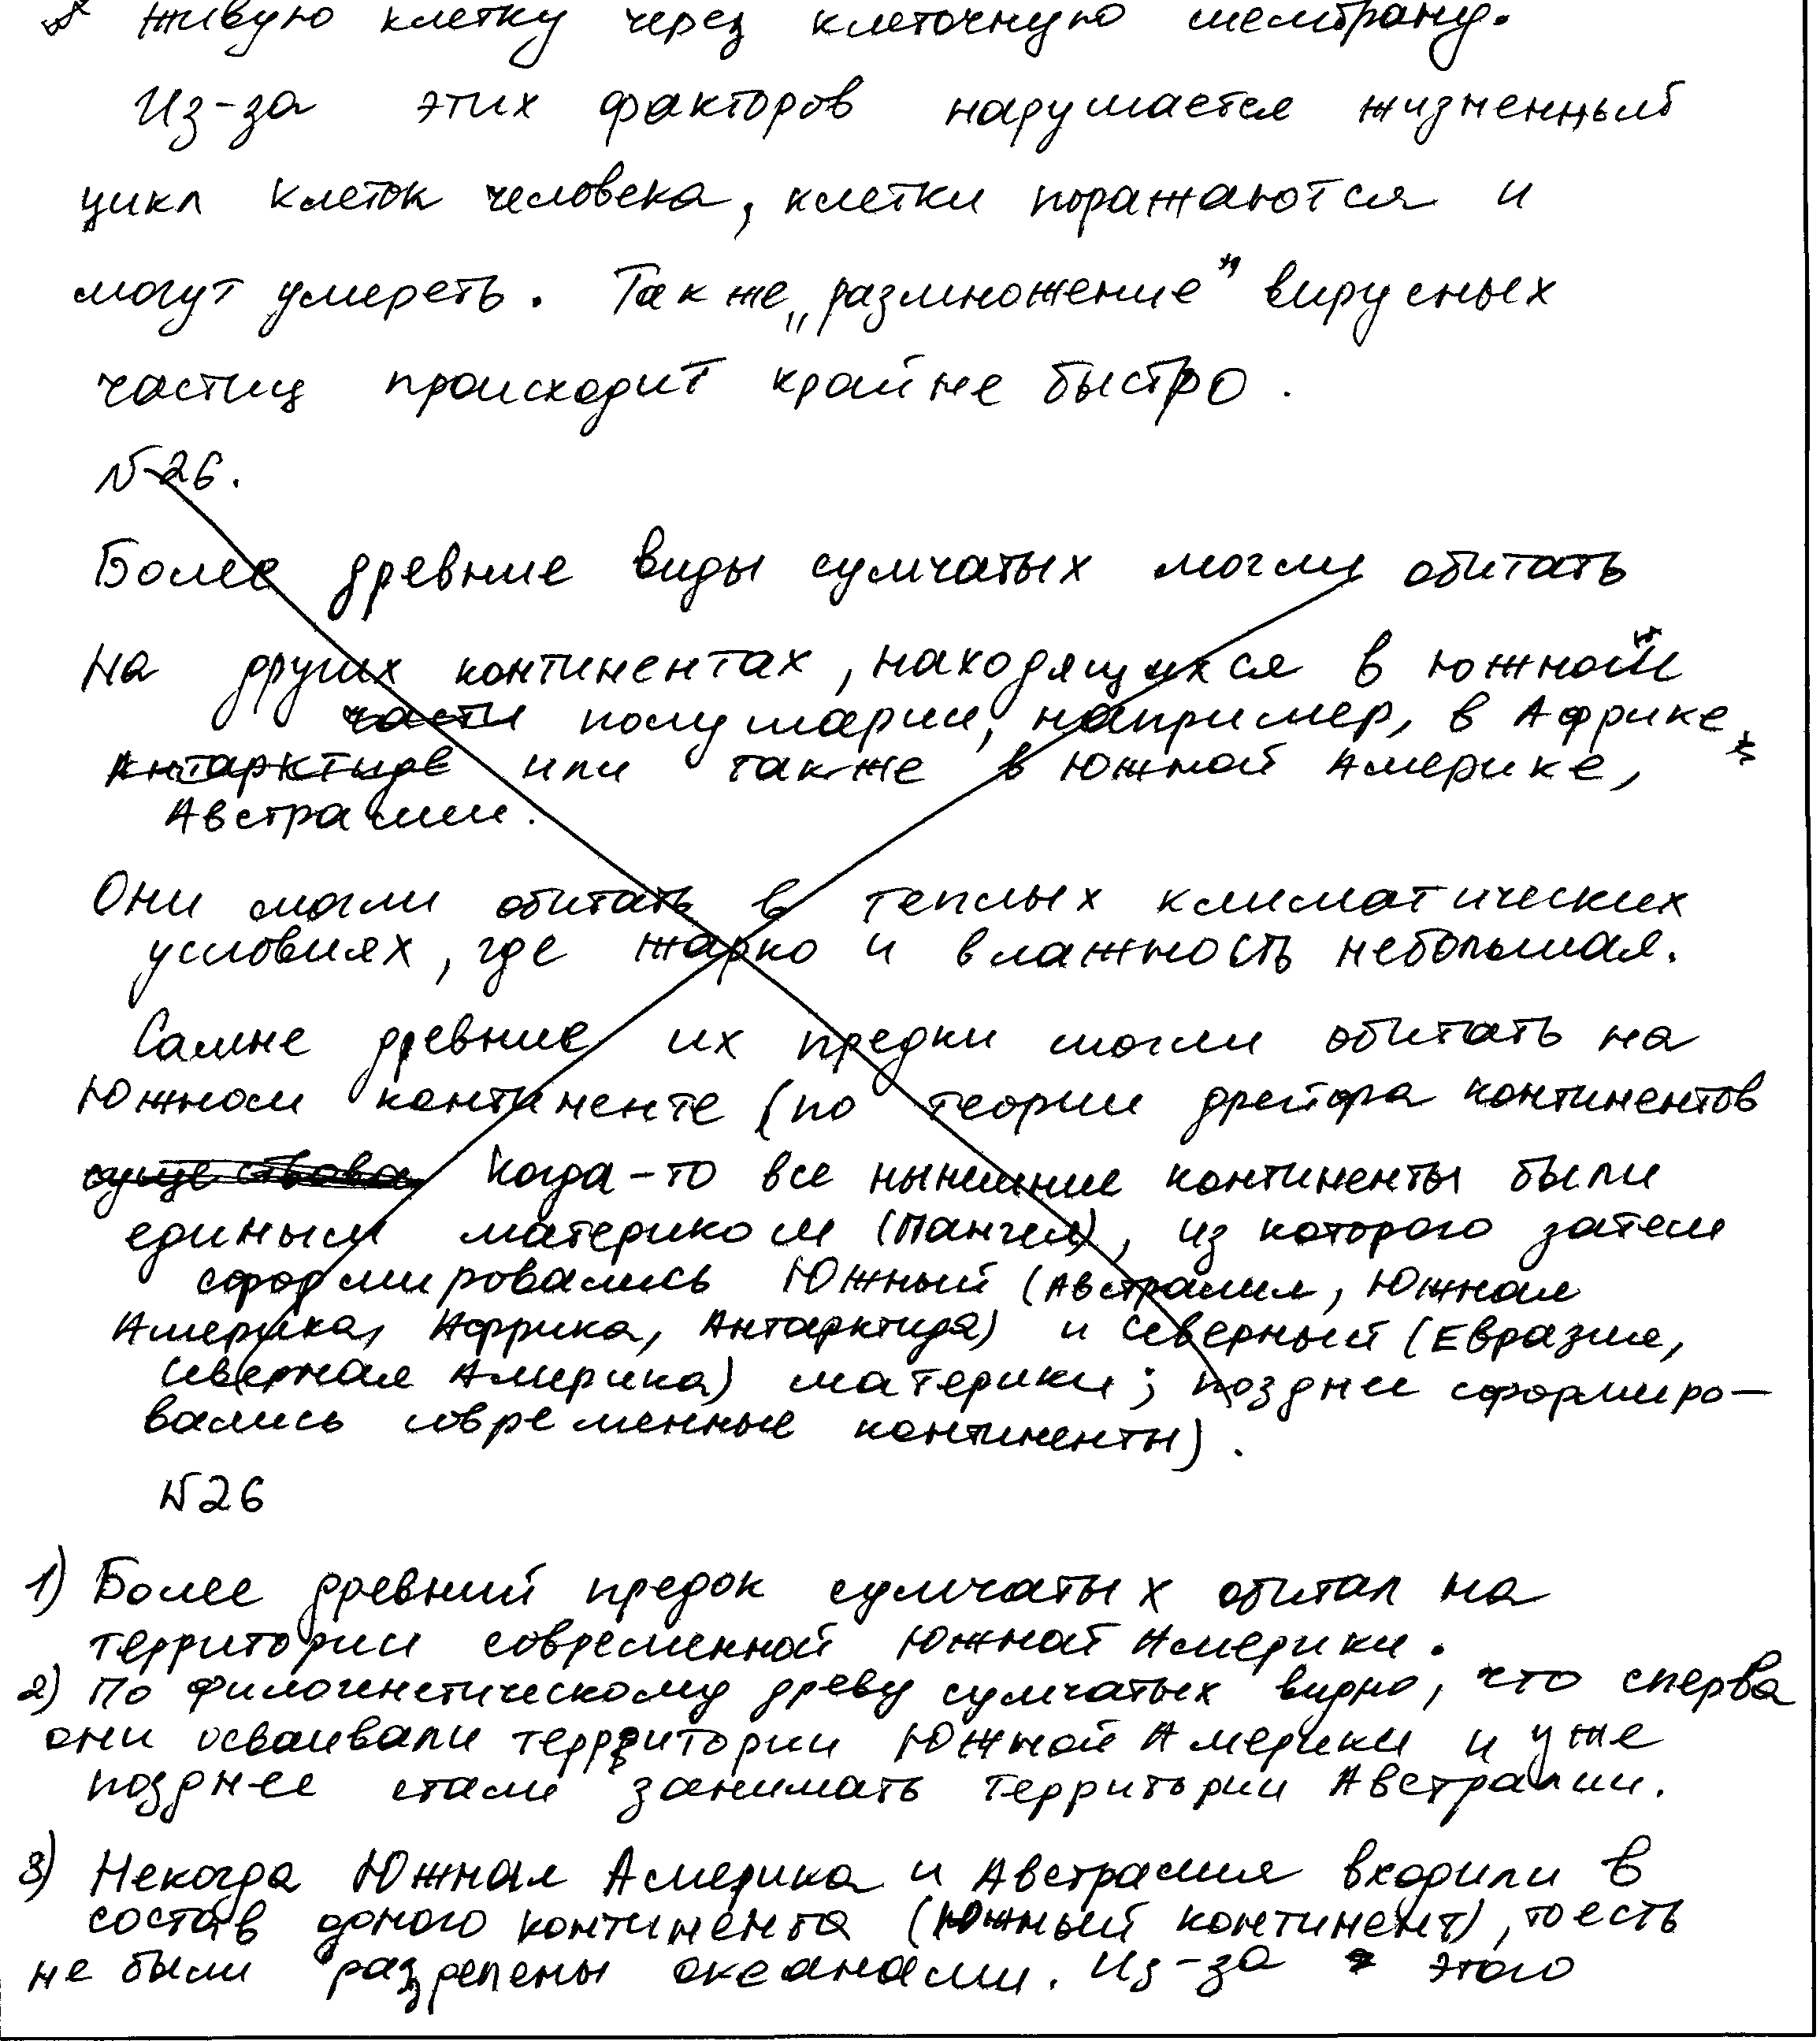 живую клетку через клеточную мембрану.
Из-за этих факторов нарушается жизненный
цикл клеток человека, клетки поражаются и
могут умереть. Также „размножение" вирусных
частиц происходит крайне быстро.
№26.
Более древние виды сумчатых могли обитать
на других континентах, находящихся в южной
части полушарии, например, в Африке,
Антарктиде или также в Южной Америке,
Австралии.
Они могли обитать в теплых климатических
условиях, где жарко и влажность небольшая.
Самые древние их предки могли обитать на
Южном континенте (по теории дрейфа континентов
существова когда-то все нынешние континенты были
единым материком (Пангея), из которого затем
сформировались Южный (Австралия, Южная
Америка, Африка, Антарктида) и Северный (Евразия,
Северная Америка) материки; позднее сформиро-
вались современные континенты).
№26
1) Более древний предок сумчатых обитал на
территории современной Южной Америки.
2) По филогенетическому древу сумчатых видно, что сперва
они осваивали территории Южной Америки и уже
позднее стали занимать территории Австралии.
3) Некогда Южная Америка и Австралия входили в
состав одного континента (Южный континент), то есть
не были разделены океанами. Из-за этого